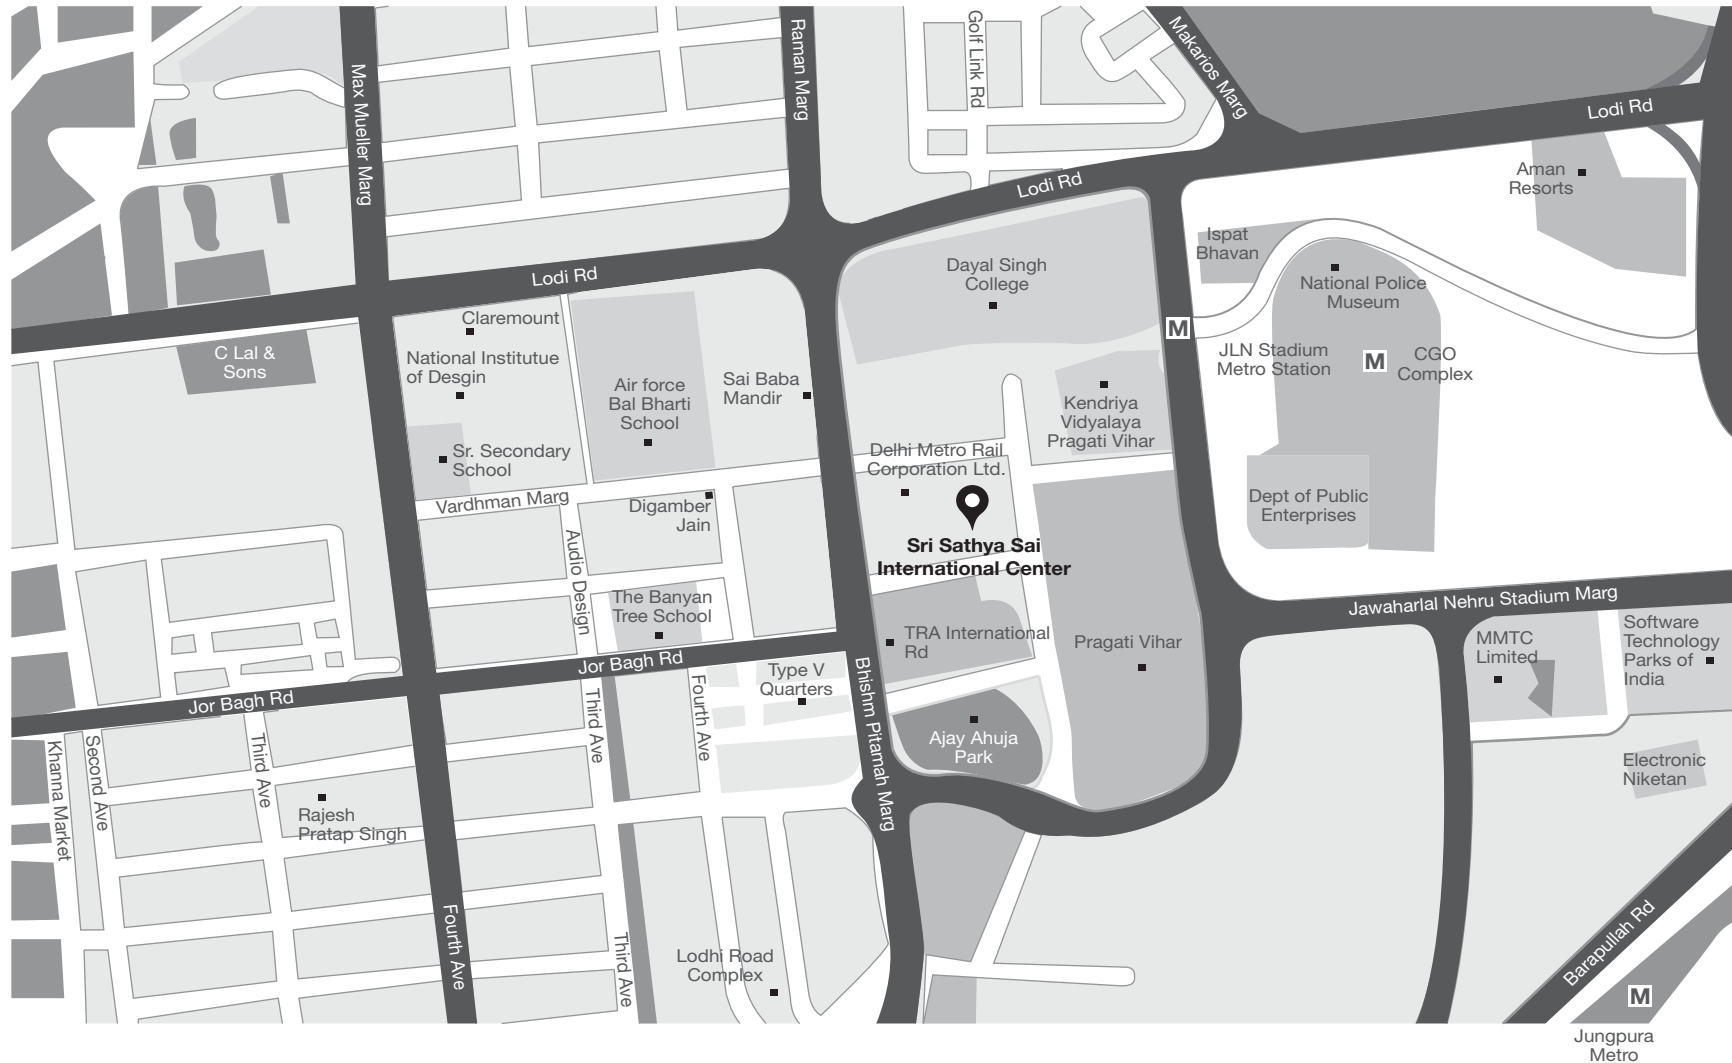 Max Mueller Marg
Raman Marg
Golf Link Rd
Makarios Marg
Lodi Rd
Lodi Rd
Aman
Resorts
Ispat
Bhavan
Dayal Singh
College
National Police
Museum
Lodi Rd
Claremount
C Lal &
Sons
National Institutue
of Desgin
Air force
Bal Bharti
School
Sai Baba
Mandir
M
JLN Stadium
Metro Station
M
CGO
Complex
Kendriya
Vidyalaya
Pragati Vihar
Sr. Secondary
School
Delhi Metro Rail
Corporation Ltd.
Vardhman Marg
Digamber
Jain
Dept of Public
Enterprises
Audio Design
Sri Sathya Sai
International Center
The Banyan
Tree School
Jawaharlal Nehru Stadium Marg
TRA International
Rd
Pragati Vihar
MMTC
Limited
Software
Technology
Parks of
India
Jor Bagh Rd
Type V
Quarters
Bhishm Pitamah Marg
Jor Bagh Rd
Third Ave
Fourth Ave
Khanna Market
Second Ave
Third Ave
Ajay Ahuja
Park
Electronic
Niketan
Rajesh
Pratap Singh
Fourth Ave
Third Ave
Lodhi Road
Complex
Barapullah Rd
M
Jungpura
Metro